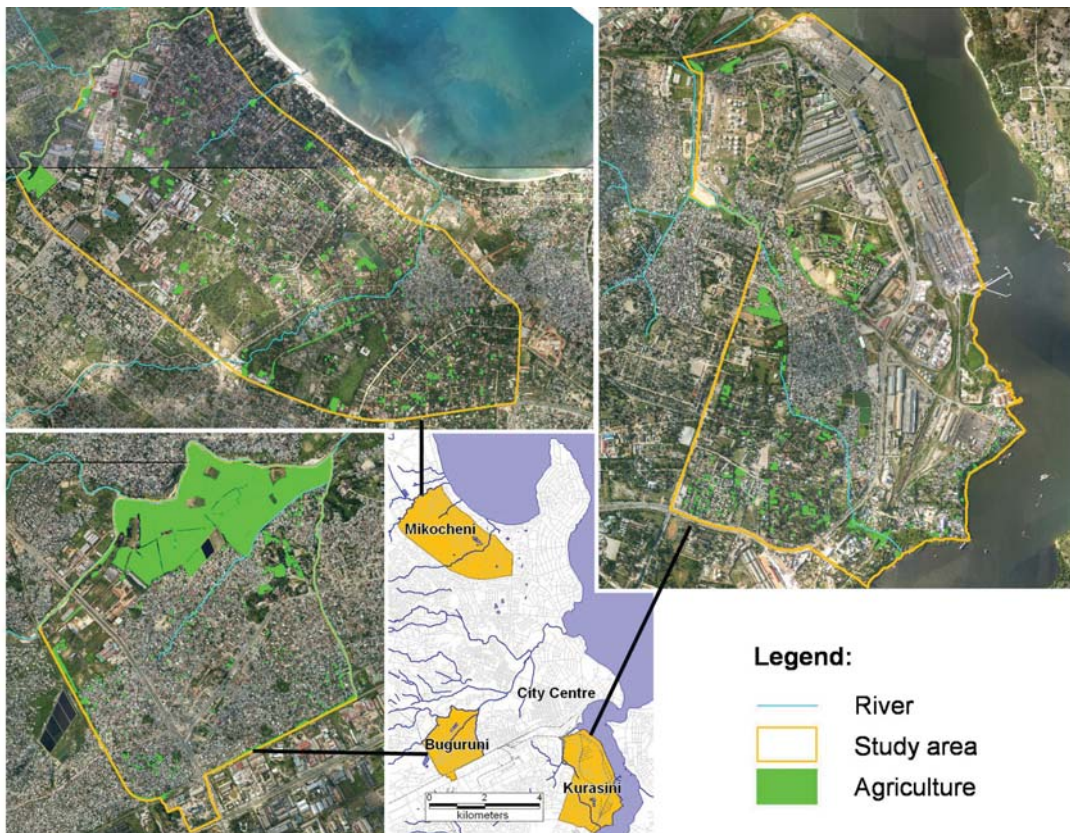 Mikocheni
City Centre
Buguruni
Kurasini
0 2 4
kilometers
Legend:
River
Study area
Agriculture